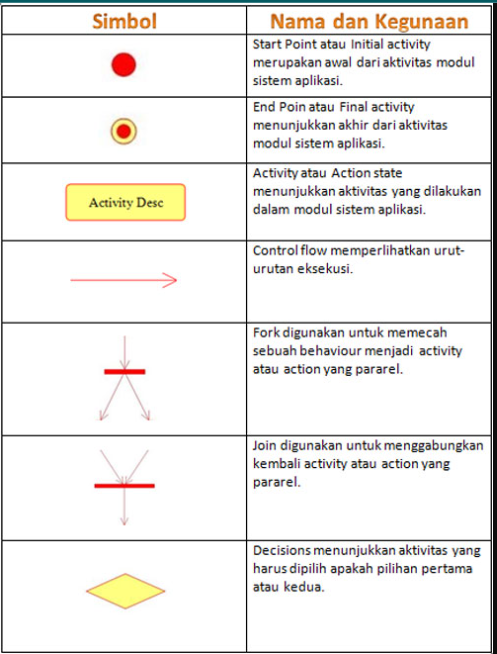 Simbol
Nama dan Kegunaan
Start Point atau Initial activity
merupakan awal dari aktivitas modul
sistem aplikasi.
End Poin atau Final activity
menunjukkan akhir dari aktivitas
modul sistem aplikasi.
Activity Desc
Activity atau Action state
menunjukkan aktivitas yang dilakukan
dalam modul sistem aplikasi.
Control flow memperlihatkan urut-
urutan eksekusi.
Fork digunakan untuk memecah
sebuah behaviour menjadi activity
atau action yang pararel.
Join digunakan untuk menggabungkan
kembali activity atau action yang
pararel.
Decisions menunjukkan aktivitas yang
harus dipilih apakah pilihan pertama
atau kedua.